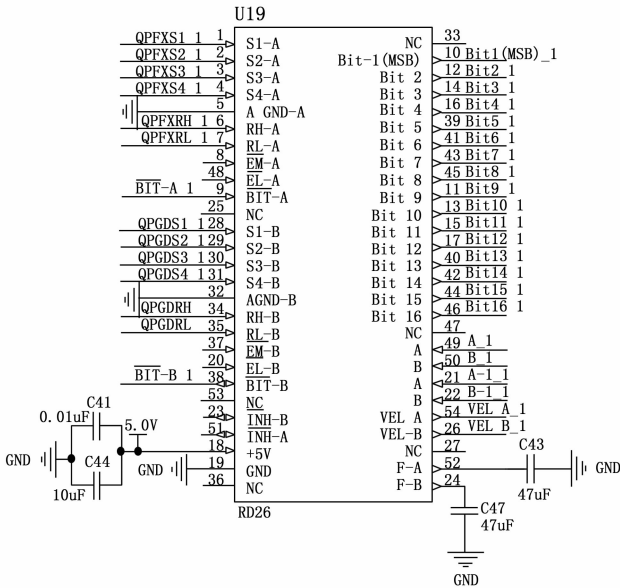 U19
QPFXS1_1 1 S1-A
QPFXS2_1 2 S2-A
QPFXS3_1 3 S3-A
QPFXS4_1 4 S4-A
5 A GND-A
QPFXRH_1 6 RH-A
QPFXRL_1 7 RL-A
8 EM-A
48 EL-A
BIT-A_1 9 BIT-A
25 NC
QPGDS1_1 28 S1-B
QPGDS2_1 29 S2-B
QPGDS3_1 30 S3-B
QPGDS4_1 31 S4-B
32 AGND-B
QPGDRH 34 RH-B
QPGDRL 35 RL-B
37 EM-B
20 EL-B
BIT-B_1 38 BIT-B
53 NC
23 INH-B
51 INH-A
18 +5V
19 GND
36 NC
NC 33
Bit-1(MSB) 10 Bit1(MSB)_1
Bit 2 12 Bit2_1
Bit 3 14 Bit3_1
Bit 4 16 Bit4_1
Bit 5 39 Bit5_1
Bit 6 41 Bit6_1
Bit 7 43 Bit7_1
Bit 8 45 Bit8_1
Bit 9 11 Bit9_1
Bit 10 13 Bit10_1
Bit 11 15 Bit11_1
Bit 12 17 Bit12_1
Bit 13 40 Bit13_1
Bit 14 42 Bit14_1
Bit 15 44 Bit15_1
Bit 16 46 Bit16_1
NC 47
A 49 A_1
B 50 B_1
A 21 A-1_1
B 22 B-1_1
VEL A 54 VEL_A_1
VEL-B 26 VEL_B_1
NC 27
F-A 52
F-B 24
RD26
C41
0.01uF
5.0V
GND
C44
10uF
GND
C43
47uF
GND
C47
47uF
GND